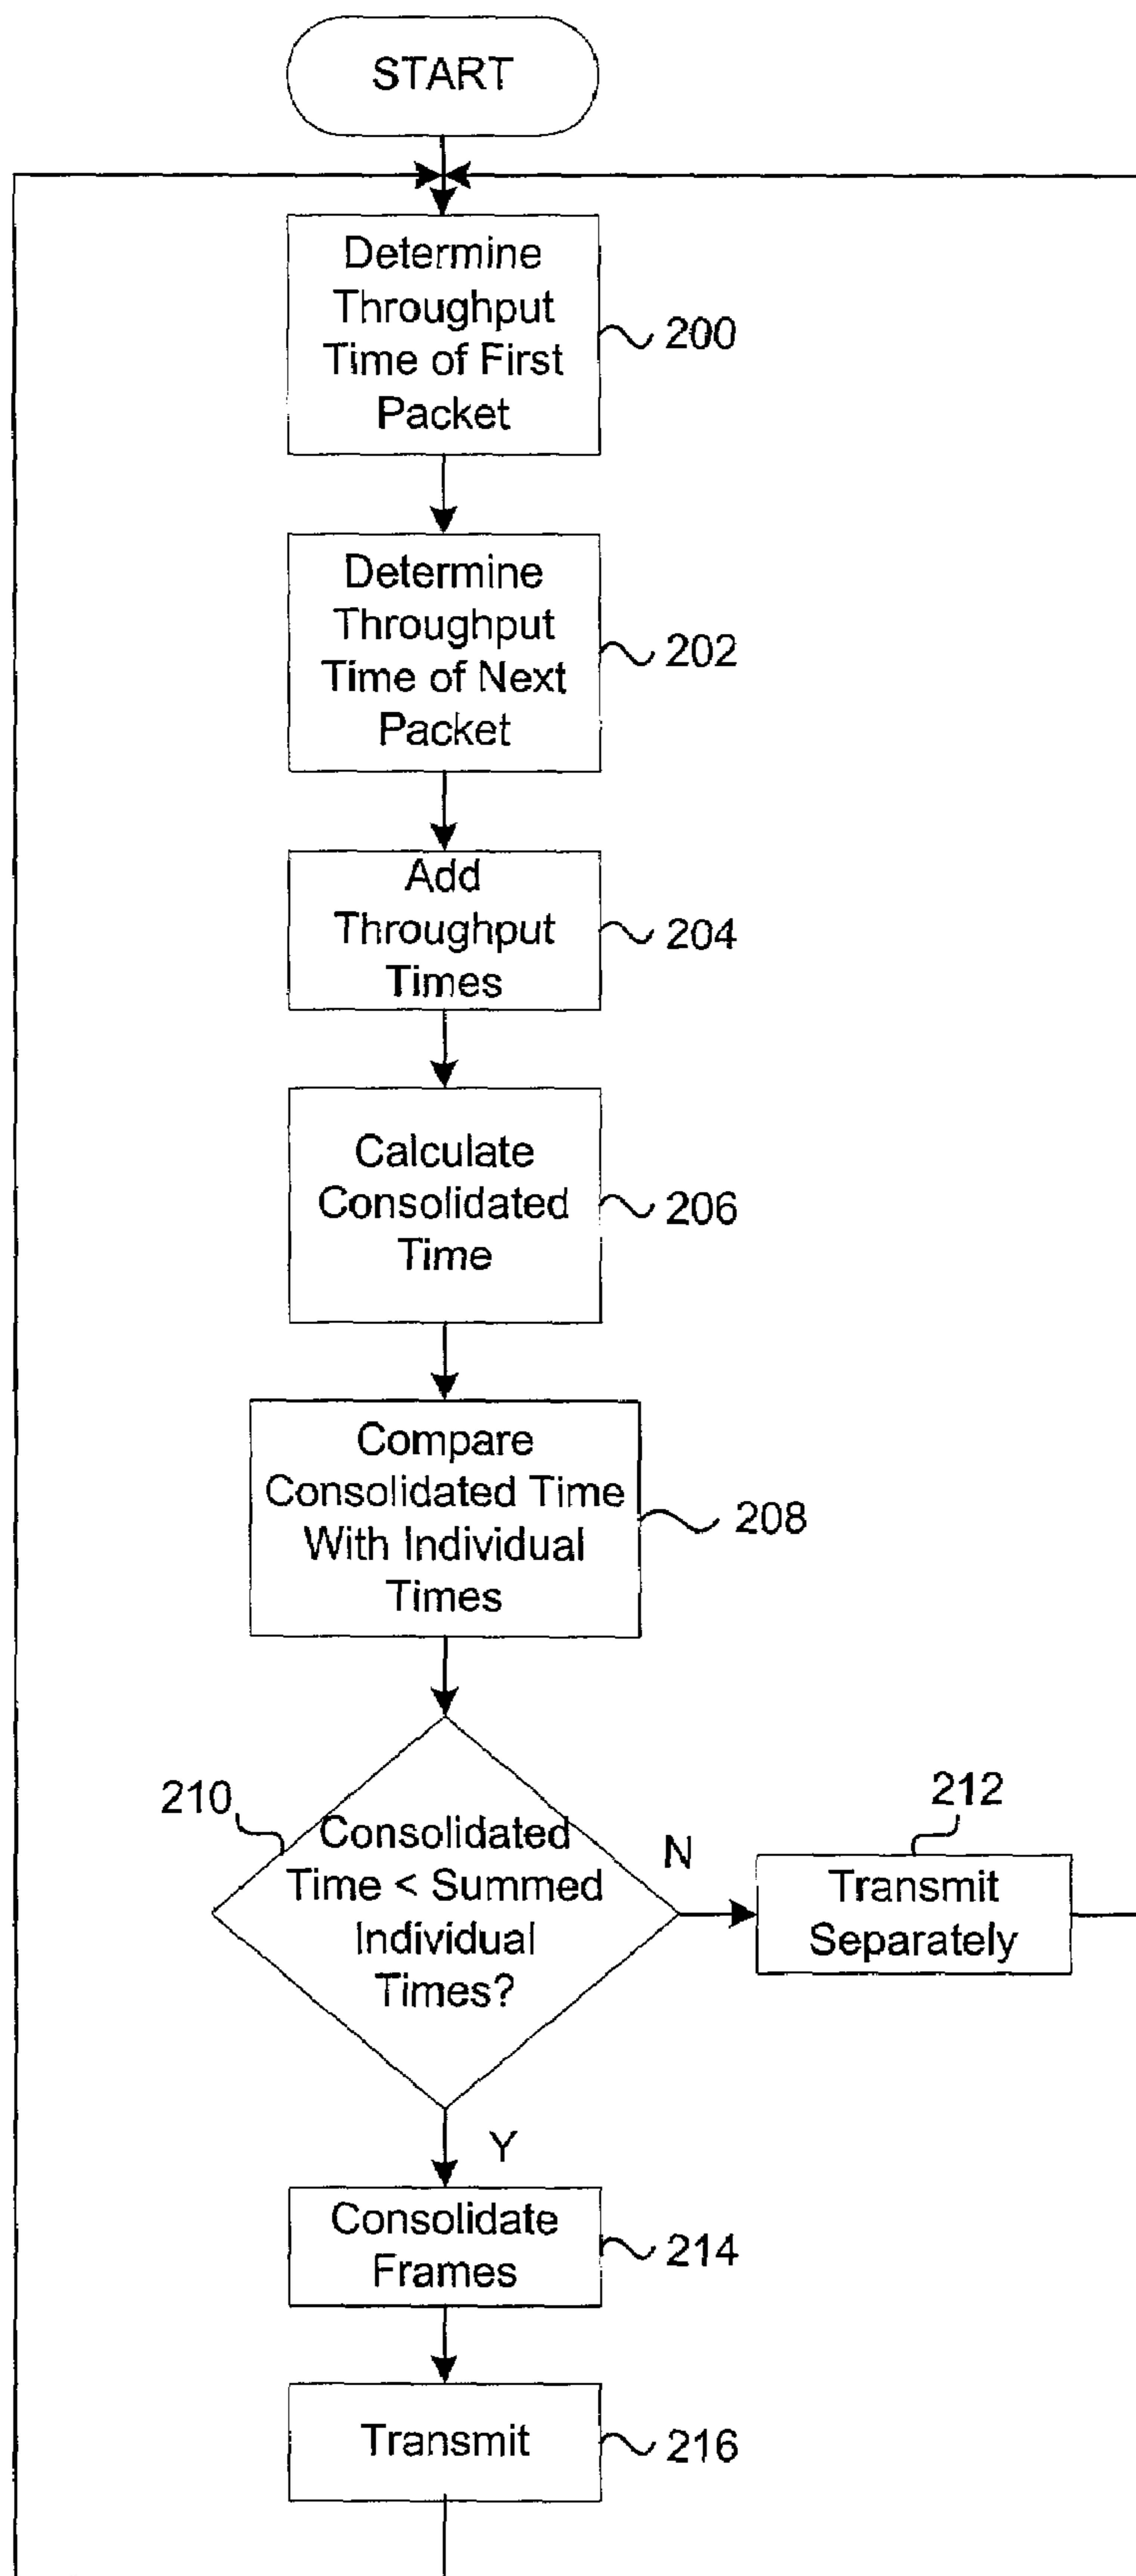 START
Determine
Throughput
Time of First
Packet
200
Determine
Throughput
Time of Next
Packet
202
Add
Throughput
Times
204
Calculate
Consolidated
Time
206
Compare
Consolidated Time
With Individual
Times
208
210
Consolidated
Time < Summed
Individual
Times?
N
212
Transmit
Separately
Y
Consolidate
Frames
214
Transmit
216